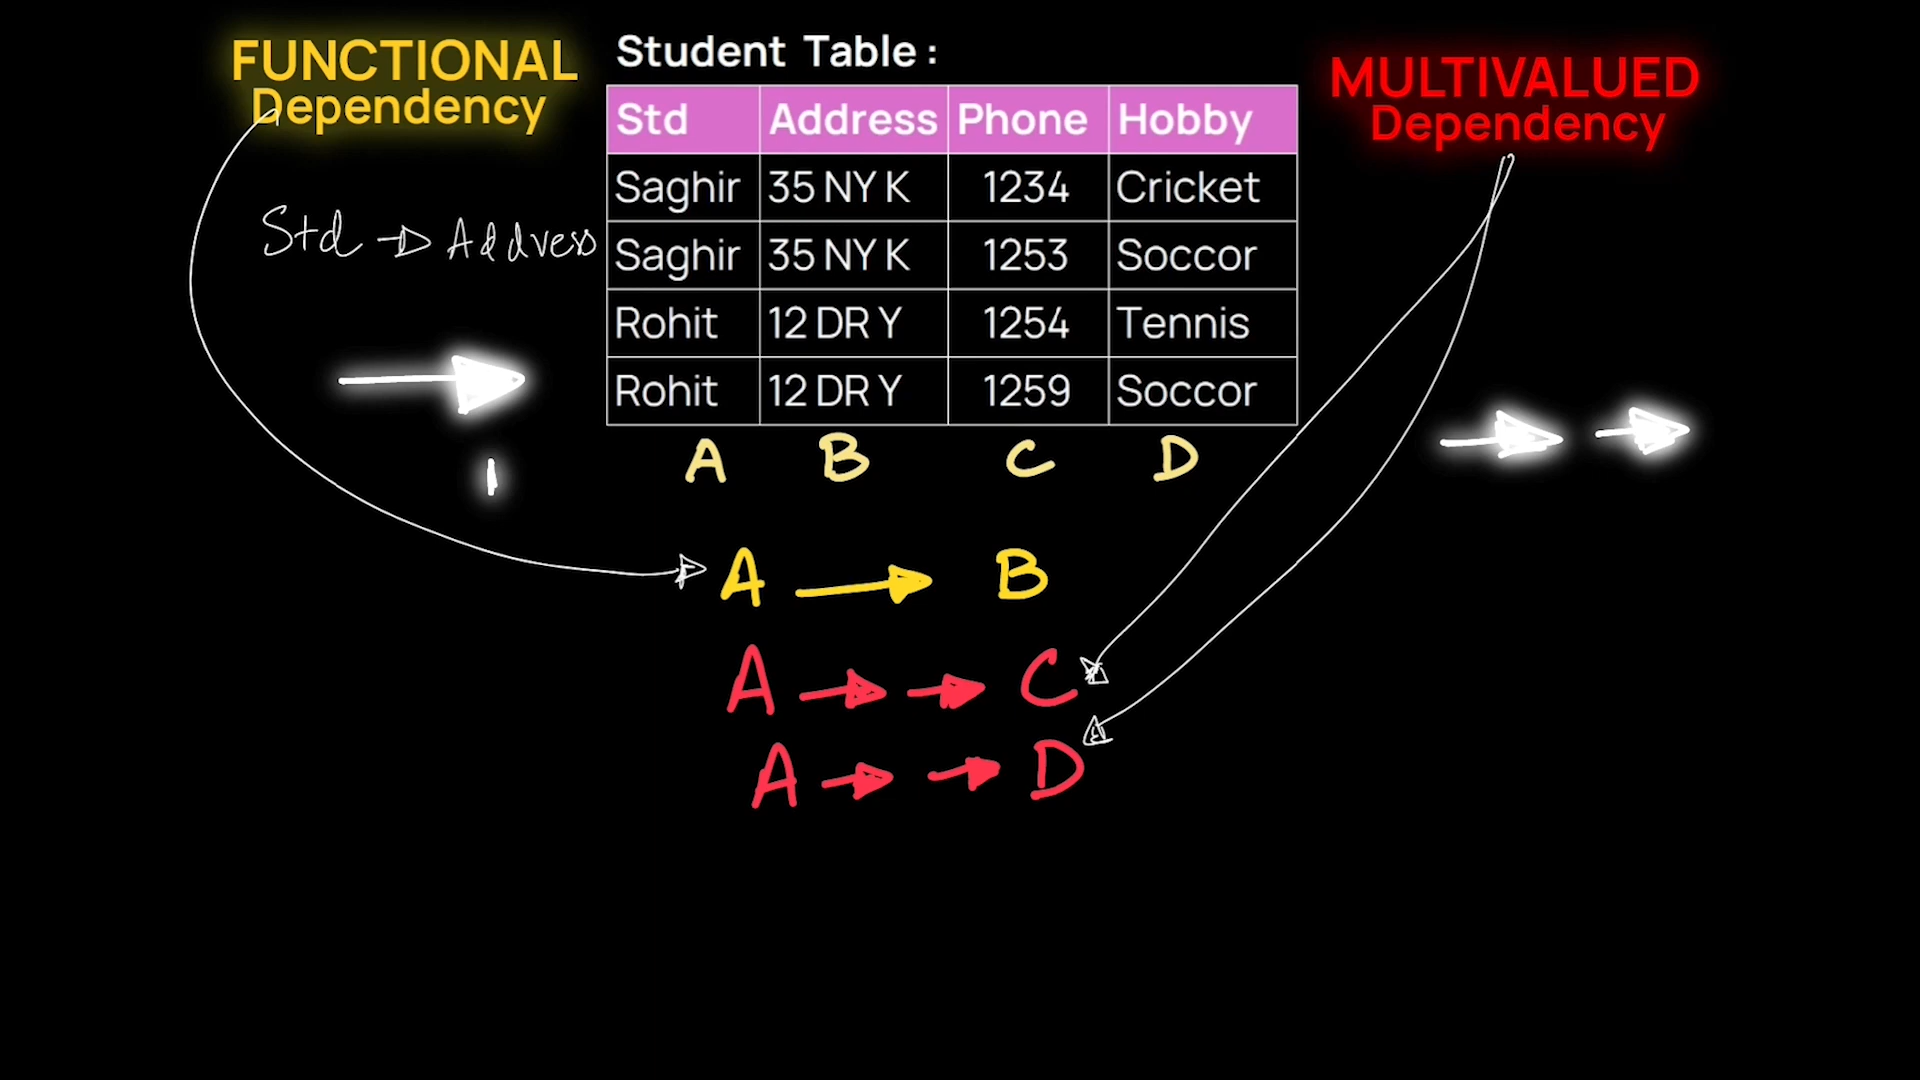 FUNCTIONAL
Dependency
Student Table :
MULTIVALUED
Dependency
Std Address Phone Hobby
Saghir 35 NY K 1234 Cricket
Saghir 35 NY K 1253 Soccor
Rohit 12 DR Y 1254 Tennis
Rohit 12 DR Y 1259 Soccor
Std → Address
1
A B C D
A → B
A →→ C
A →→ D